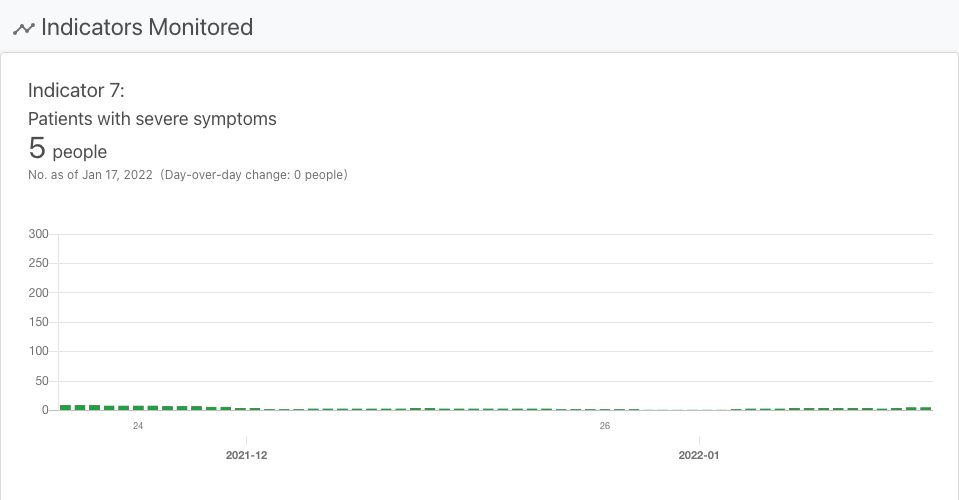 Indicators Monitored
Indicator 7:
Patients with severe symptoms
5 people
No. as of Jan 17, 2022 (Day-over-day change: 0 people)
300
250
200
150
100
50
0
24
26
2021-12
2022-01